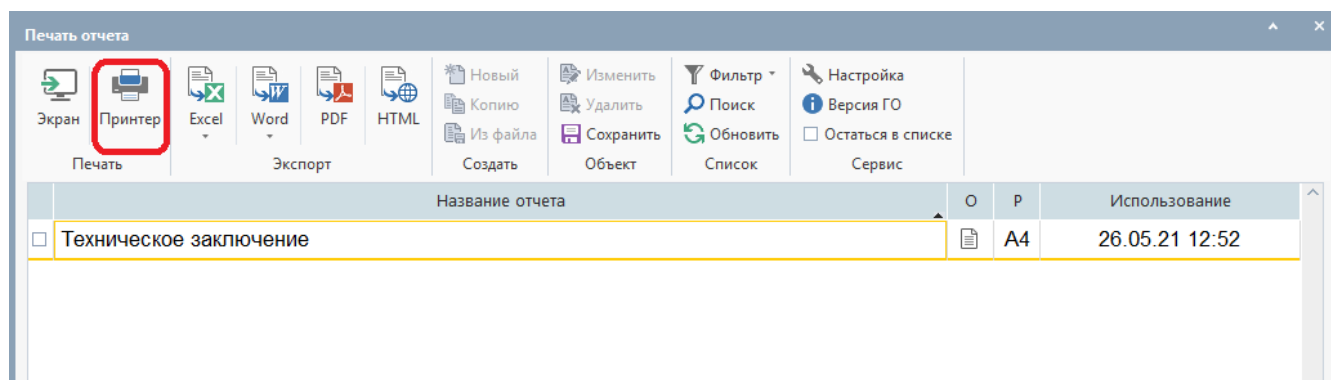 Печать отчета
Новый Изменить Фильтр Настройка
Копию Удалить Поиск Версия ГО
Экран Принтер Excel Word PDF HTML Из файла Сохранить Обновить Остаться в списке
Печать Экспорт Создать Объект Список Сервис
Название отчета О Р Использование
Техническое заключение A4 26.05.21 12:52